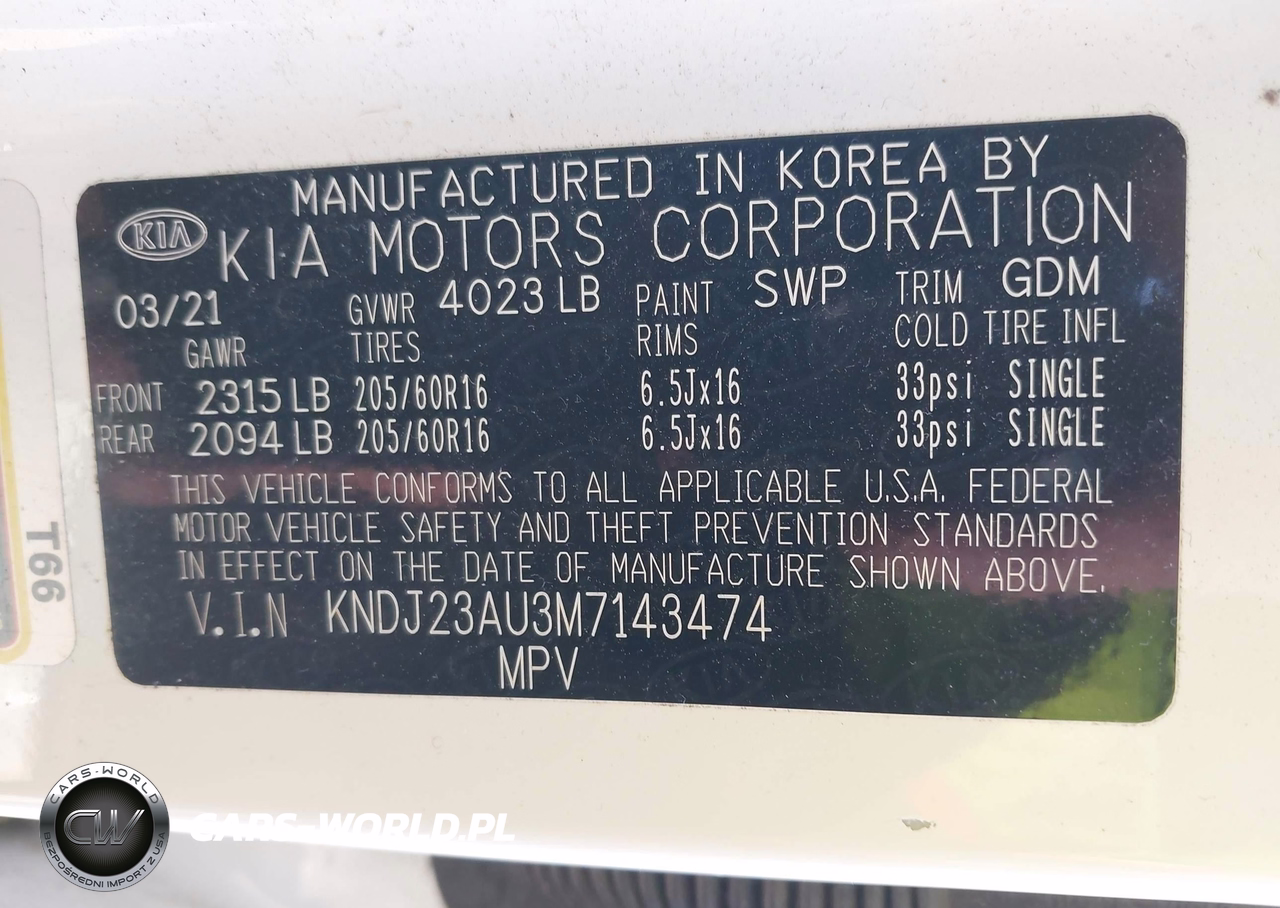 MANUFACTURED IN KOREA BY
KIA KIA MOTORS CORPORATION
03/21 GVWR 4023 LB PAINT SWP TRIM GDM
GAWR TIRES RIMS COLD TIRE INFL
FRONT 2315 LB 205/60R16 6.5Jx16 33psi SINGLE
REAR 2094 LB 205/60R16 6.5Jx16 33psi SINGLE
THIS VEHICLE CONFORMS TO ALL APPLICABLE U.S.A. FEDERAL
MOTOR VEHICLE SAFETY AND THEFT PREVENTION STANDARDS
IN EFFECT ON THE DATE OF MANUFACTURE SHOWN ABOVE.
V.I.N KNDJ23AU3M7143474
MPV
T66
CARS-WORLD
CW
BEZPOŚREDNI IMPORT Z USA
CARS-WORLD.PL